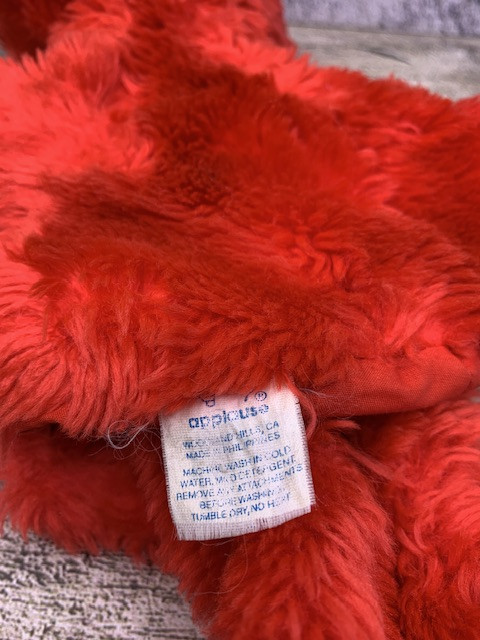 ®
applause
WOODLAND HILLS, CA
MADE IN PHILIPPINES
MACHINE WASH IN COLD
WATER, MILD DETERGENT
REMOVE ALL ATTACHMENTS
BEFORE WASHING
TUMBLE DRY, NO HEAT